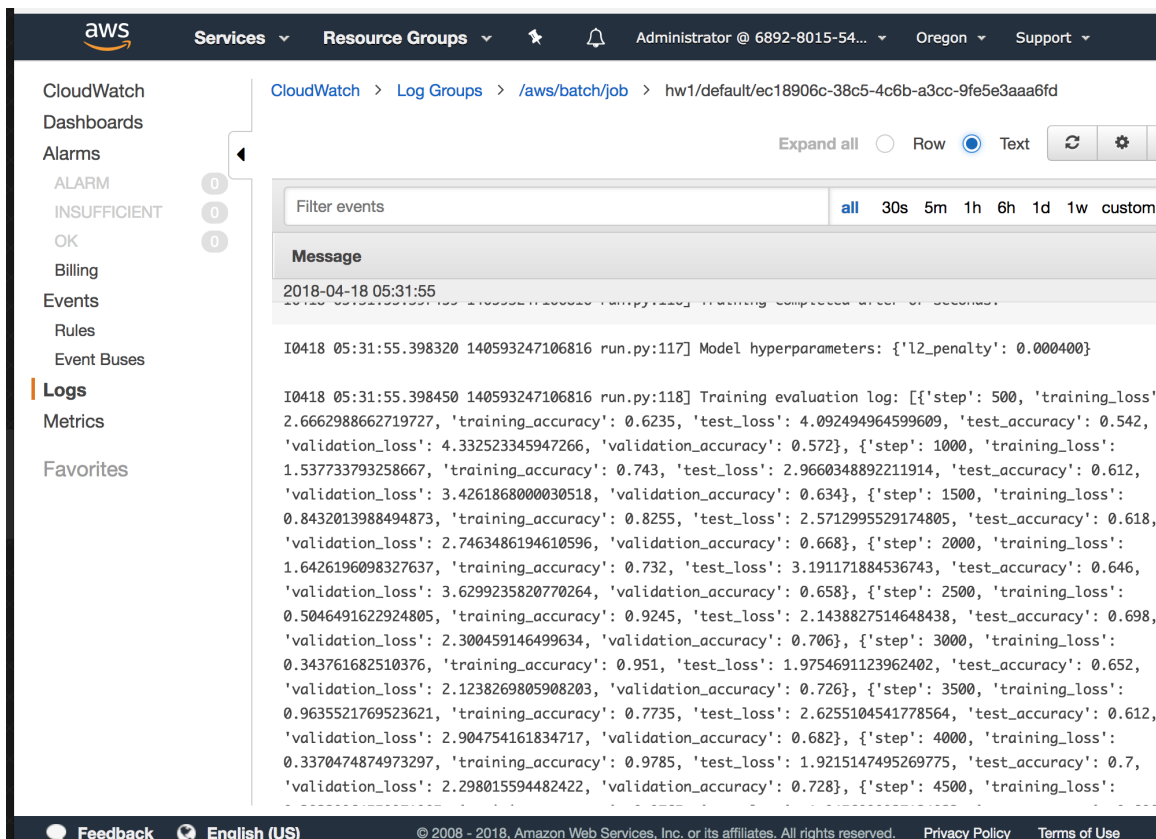 aws
Services
Resource Groups
Administrator @ 6892-8015-54...
Oregon
Support
CloudWatch
Dashboards
Alarms
ALARM 0
INSUFFICIENT 0
OK 0
Billing
Events
Rules
Event Buses
Logs
Metrics
Favorites
CloudWatch > Log Groups > /aws/batch/job > hw1/default/ec18906c-38c5-4c6b-a3cc-9fe5e3aaa6fd
Expand all Row Text
Filter events
all 30s 5m 1h 6h 1d 1w custom
Message
2018-04-18 05:31:55
I0418 05:31:55.398320 140593247106816 run.py:117] Model hyperparameters: {'l2_penalty': 0.000400}
I0418 05:31:55.398450 140593247106816 run.py:118] Training evaluation log: [{'step': 500, 'training_loss'
2.6662988662719727, 'training_accuracy': 0.6235, 'test_loss': 4.092494964599609, 'test_accuracy': 0.542,
'validation_loss': 4.332523345947266, 'validation_accuracy': 0.572}, {'step': 1000, 'training_loss':
1.537733793258667, 'training_accuracy': 0.743, 'test_loss': 2.9660348892211914, 'test_accuracy': 0.612,
'validation_loss': 3.4261868000030518, 'validation_accuracy': 0.634}, {'step': 1500, 'training_loss':
0.8432013988494873, 'training_accuracy': 0.8255, 'test_loss': 2.5712995529174805, 'test_accuracy': 0.618,
'validation_loss': 2.7463486194610596, 'validation_accuracy': 0.668}, {'step': 2000, 'training_loss':
1.6426196098327637, 'training_accuracy': 0.732, 'test_loss': 3.191171884536743, 'test_accuracy': 0.646,
'validation_loss': 3.6299235820770264, 'validation_accuracy': 0.658}, {'step': 2500, 'training_loss':
0.5046491622924805, 'training_accuracy': 0.9245, 'test_loss': 2.1438827514648438, 'test_accuracy': 0.698,
'validation_loss': 2.300459146499634, 'validation_accuracy': 0.706}, {'step': 3000, 'training_loss':
0.343761682510376, 'training_accuracy': 0.951, 'test_loss': 1.9754691123962402, 'test_accuracy': 0.652,
'validation_loss': 2.1238269805908203, 'validation_accuracy': 0.726}, {'step': 3500, 'training_loss':
0.9635521769523621, 'training_accuracy': 0.7735, 'test_loss': 2.6255104541778564, 'test_accuracy': 0.612,
'validation_loss': 2.904754161834717, 'validation_accuracy': 0.682}, {'step': 4000, 'training_loss':
0.3370474874973297, 'training_accuracy': 0.9785, 'test_loss': 1.9215147495269775, 'test_accuracy': 0.7,
'validation_loss': 2.298015594482422, 'validation_accuracy': 0.728}, {'step': 4500, 'training_loss':
Feedback
English (US)
© 2008 - 2018, Amazon Web Services, Inc. or its affiliates. All rights reserved.
Privacy Policy
Terms of Use